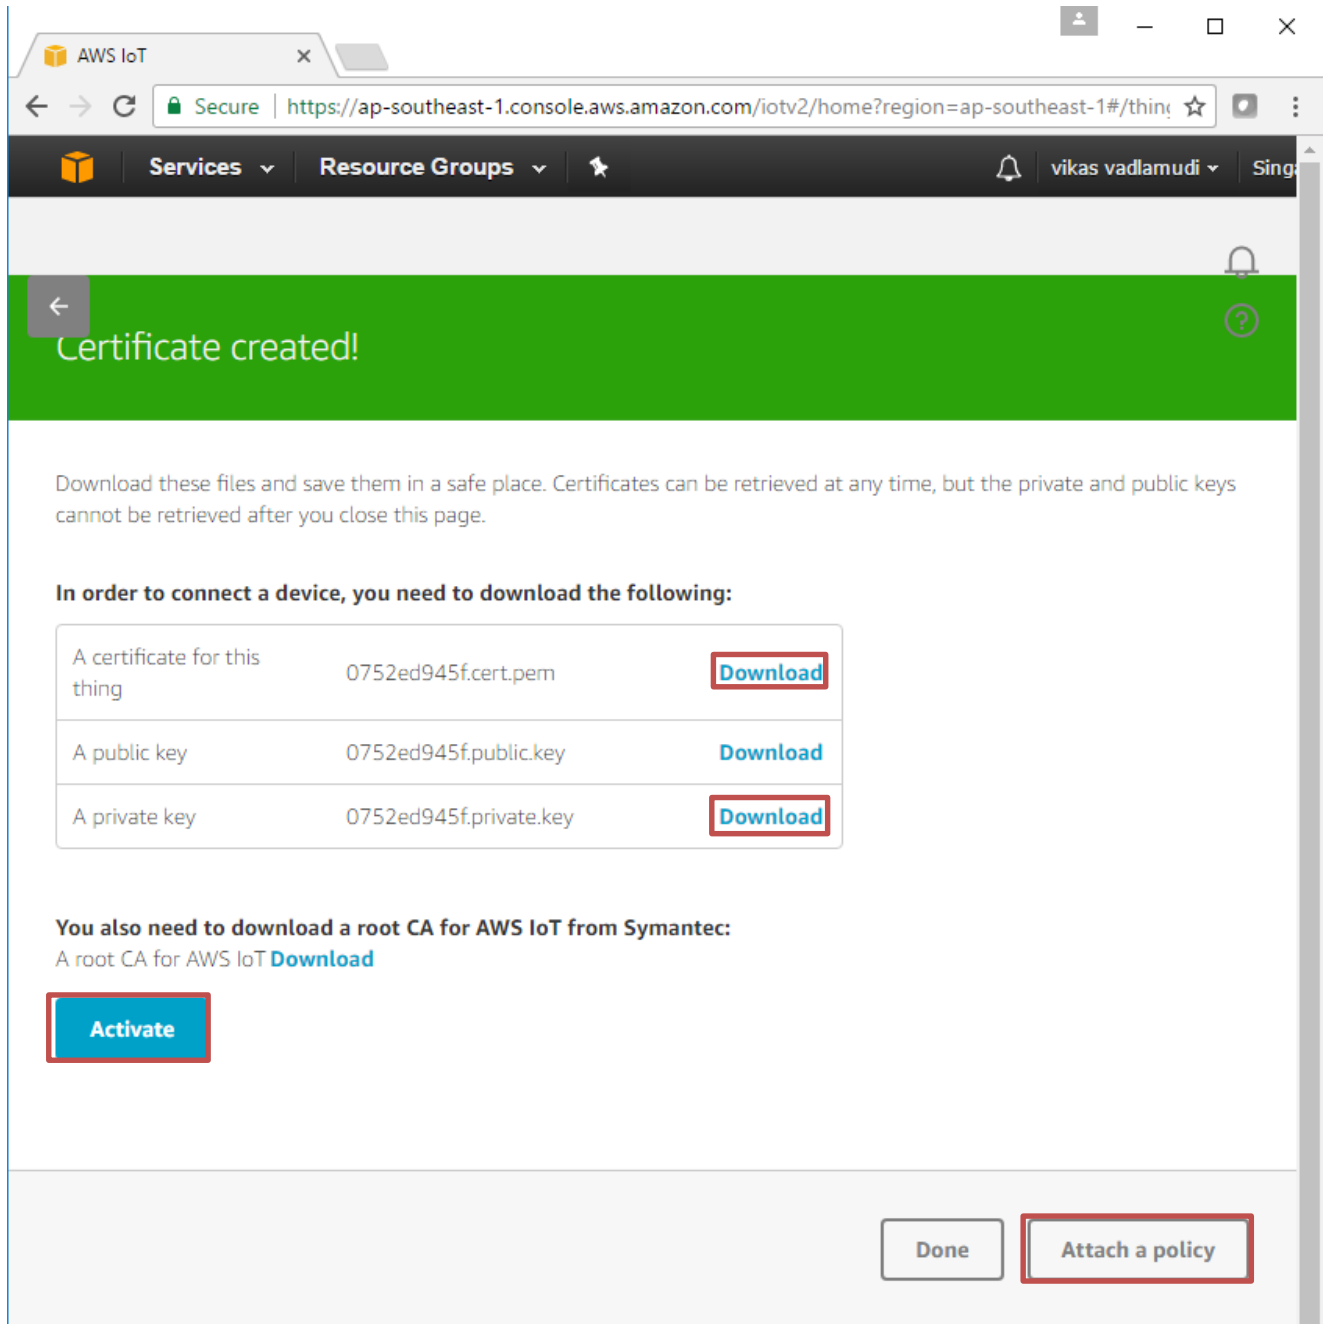 AWS IoT
Secure
https://ap-southeast-1.console.aws.amazon.com/iotv2/home?region=ap-southeast-1#/thing
Services
Resource Groups
vikas vadlamudi
Singa
Certificate created!
Download these files and save them in a safe place. Certificates can be retrieved at any time, but the private and public keys
cannot be retrieved after you close this page.
In order to connect a device, you need to download the following:
A certificate for this
thing
0752ed945f.cert.pem
Download
A public key
0752ed945f.public.key
Download
A private key
0752ed945f.private.key
Download
You also need to download a root CA for AWS IoT from Symantec:
A root CA for AWS IoT Download
Activate
Done
Attach a policy